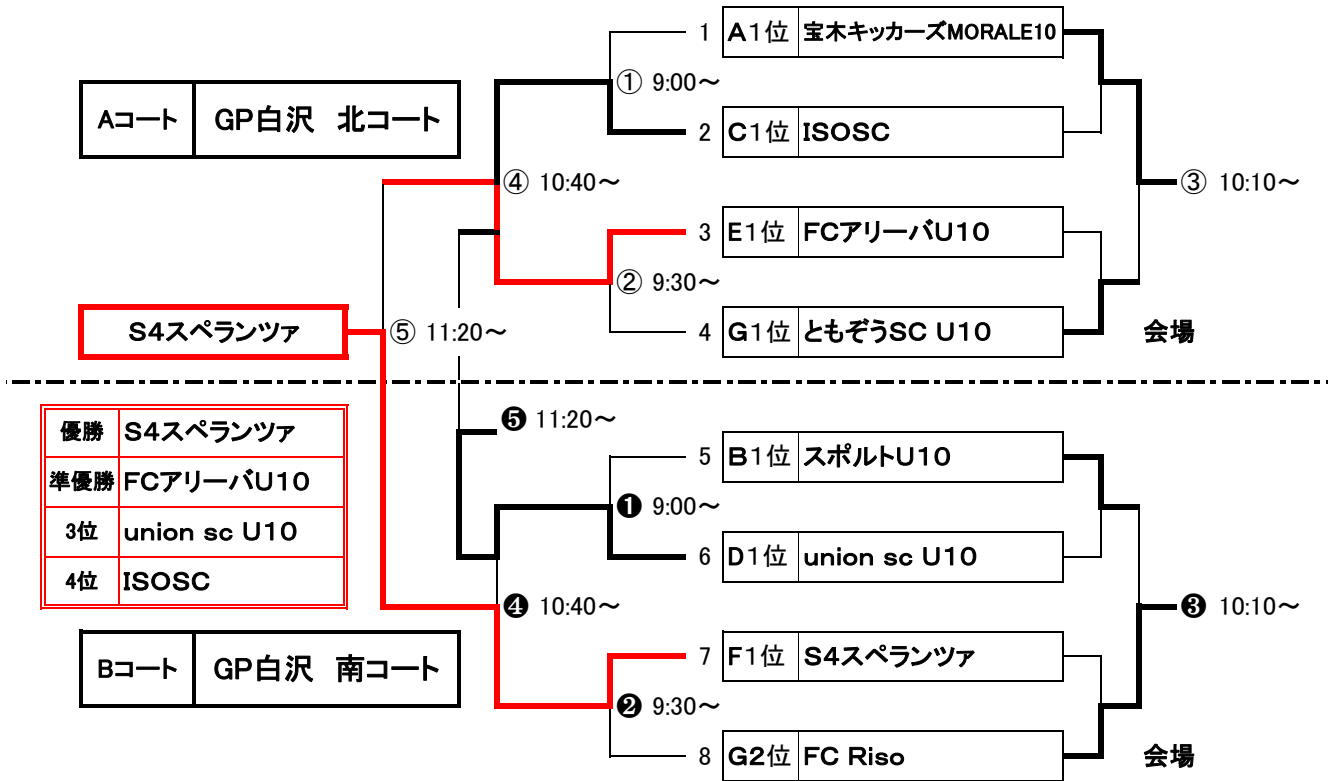 1 A1位 宝木キッカーズMORALE10
① 9:00～
Aコート GP白沢 北コート
2 C1位 ISOSC
④ 10:40～
③ 10:10～
3 E1位 FCアリーバU10
② 9:30～
S4スペランツァ
⑤ 11:20～
4 G1位 ともぞうSC U10
会場
優勝 S4スペランツァ
準優勝 FCアリーバU10
3位 union sc U10
4位 ISOSC
❺ 11:20～
5 B1位 スポルトU10
❶ 9:00～
6 D1位 union sc U10
❹ 10:40～
❸ 10:10～
Bコート GP白沢 南コート
7 F1位 S4スペランツァ
❷ 9:30～
8 G2位 FC Riso
会場